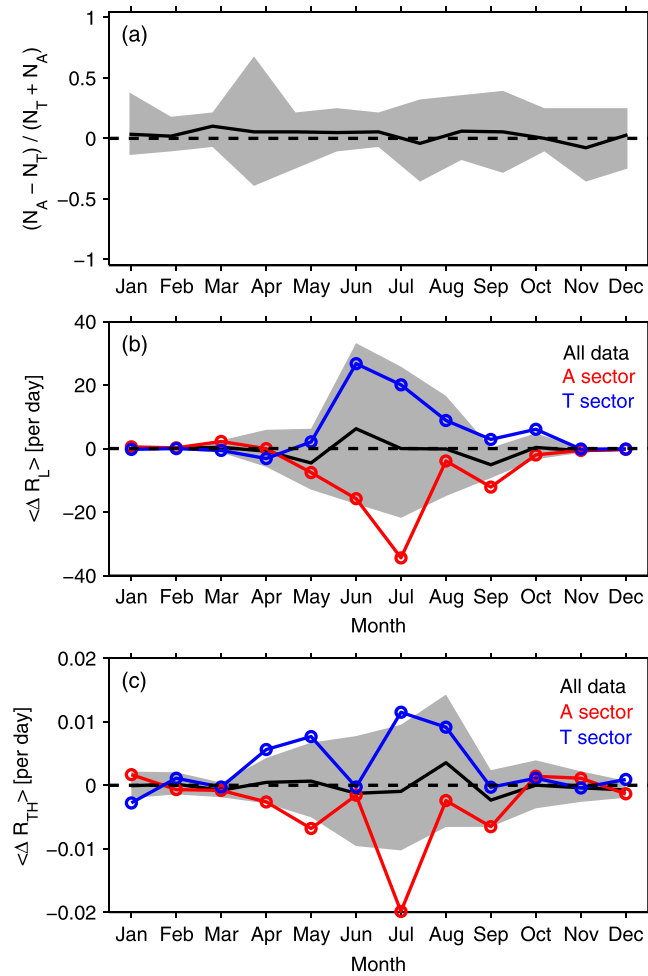 (a)
(N_A − N_T) / (N_T + N_A)
1
0.5
0
−0.5
−1
Jan Feb Mar Apr May Jun Jul Aug Sep Oct Nov Dec
(b)
All data
A sector
T sector
<Δ R_L> [per day]
40
20
0
−20
−40
Jan Feb Mar Apr May Jun Jul Aug Sep Oct Nov Dec
Month
(c)
All data
A sector
T sector
<Δ R_TH> [per day]
0.02
0.01
0
−0.01
−0.02
Jan Feb Mar Apr May Jun Jul Aug Sep Oct Nov Dec
Month